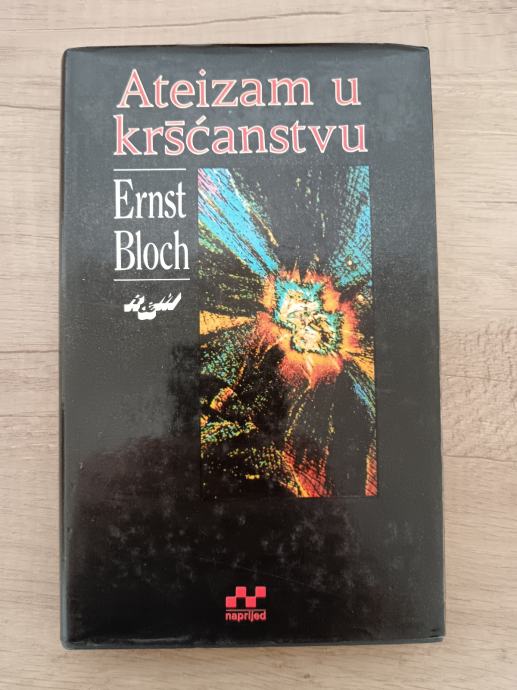 Ateizam u
kršćanstvu
Ernst
Bloch
naprijed